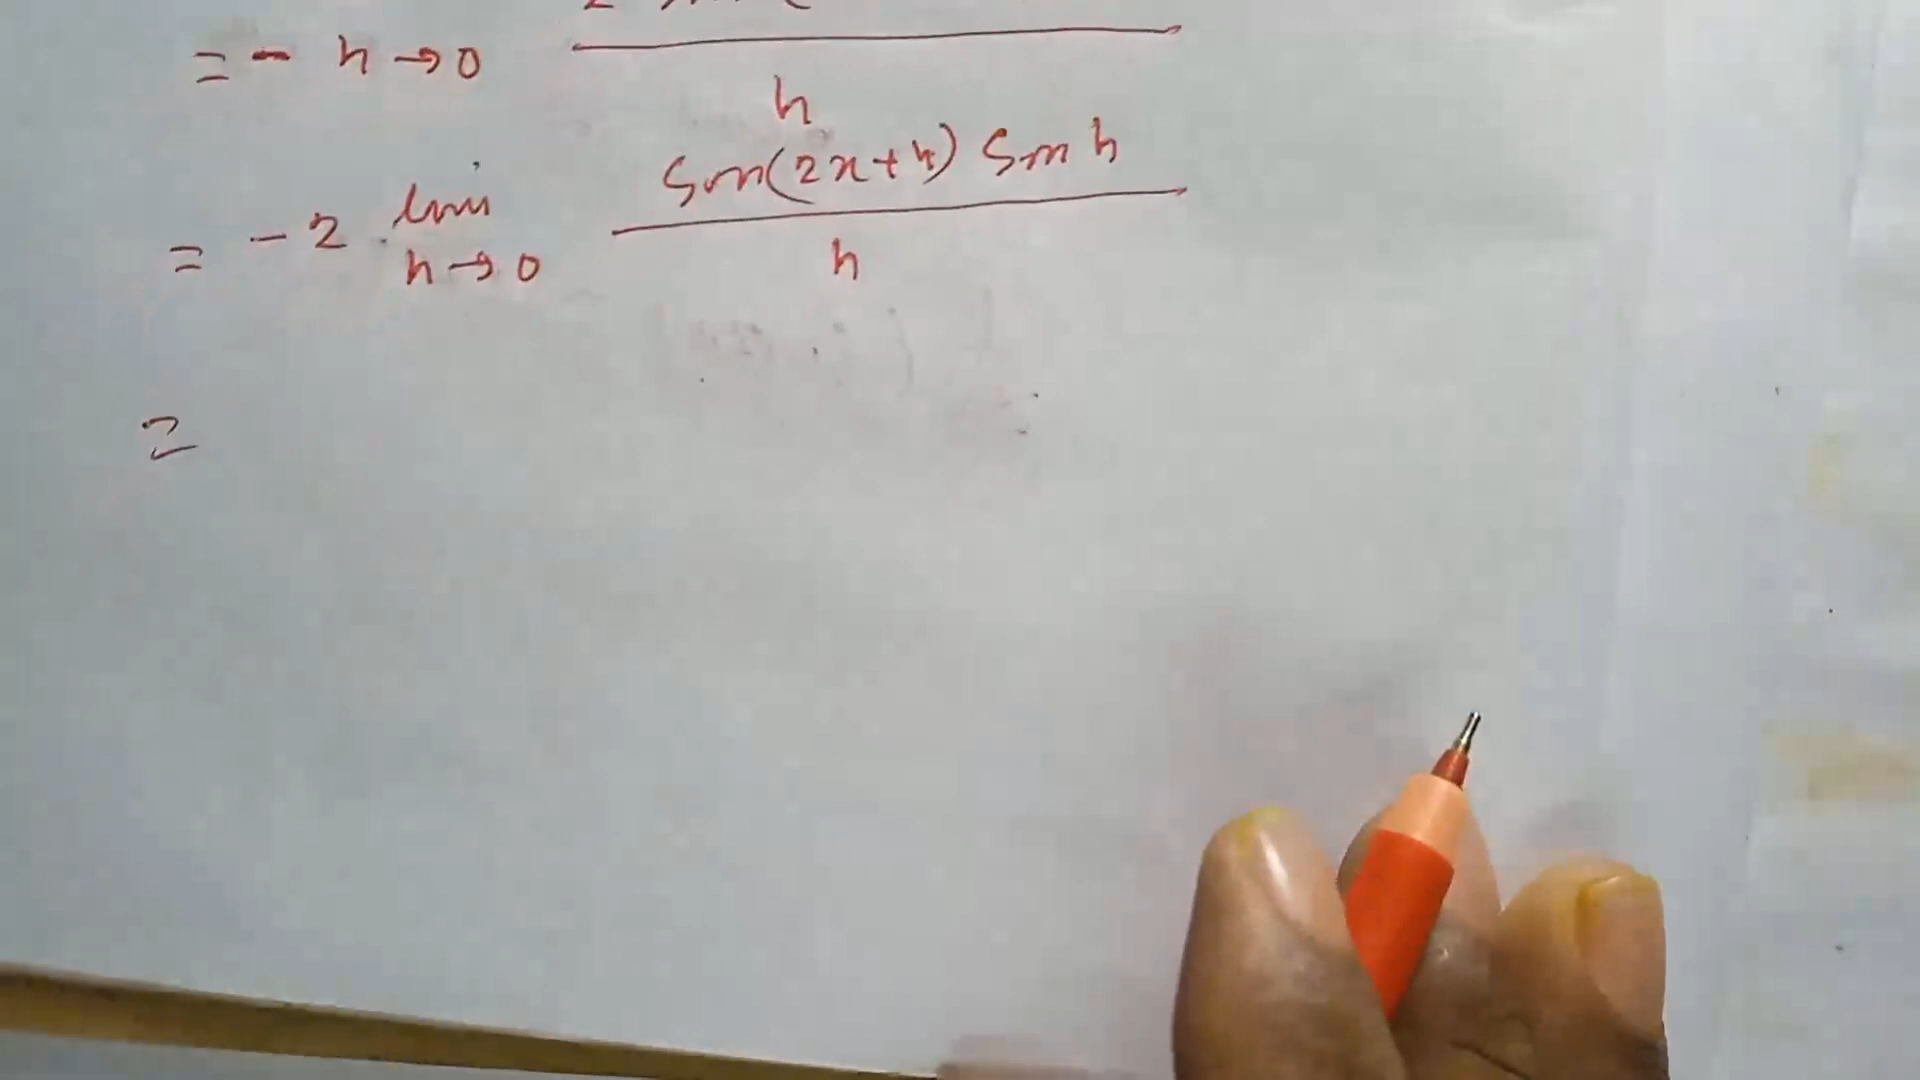 = - h → 0 h
= - 2 lim h → 0 sin(2x+h) sin h / h
=